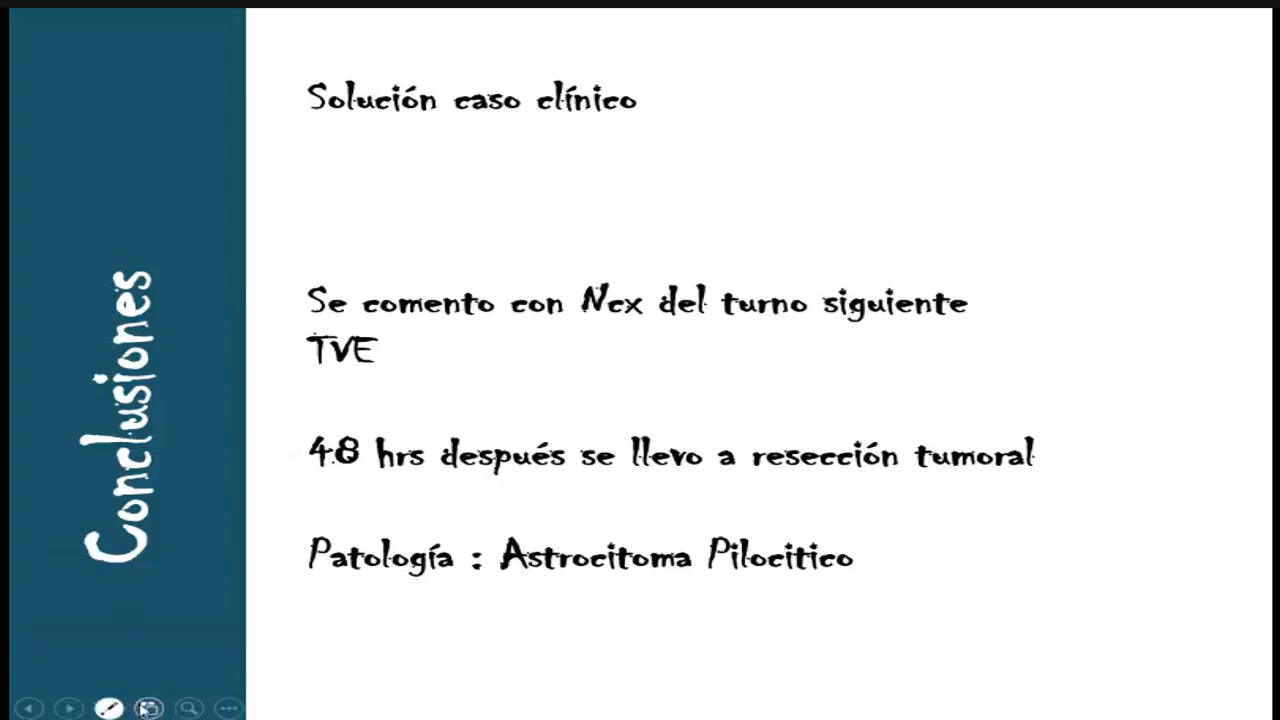 Conclusiones
Solución caso clínico
Se comento con Ncx del turno siguiente
TVE
48 hrs después se llevo a resección tumoral
Patología : Astrocitoma Pilocitico